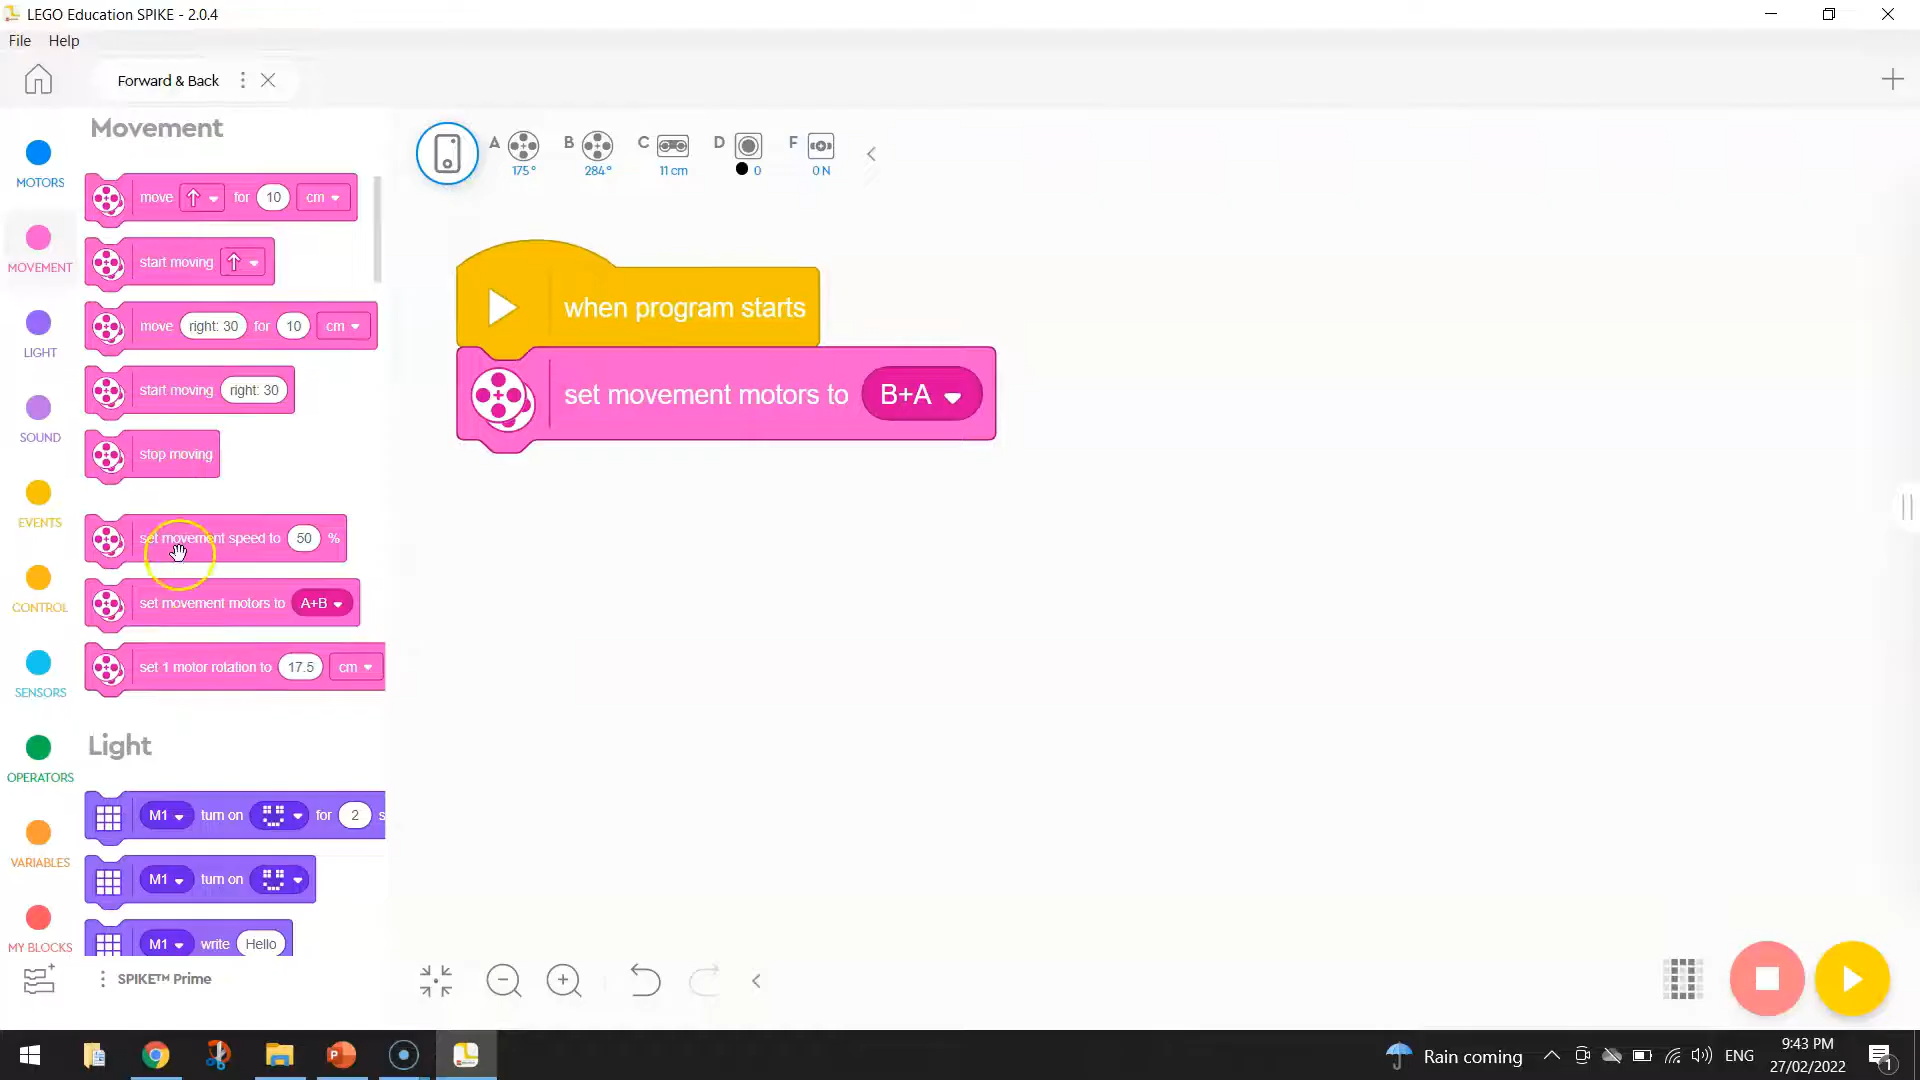 LEGO Education SPIKE - 2.0.4
File Help
Forward & Back
Movement
A B C D F
175° 284° 11 cm 0 0 N
MOTORS
MOVEMENT
LIGHT
SOUND
EVENTS
CONTROL
SENSORS
OPERATORS
VARIABLES
MY BLOCKS
move for 10 cm
start moving
move right: 30 for 10 cm
start moving right: 30
stop moving
set movement speed to 50 %
set movement motors to A+B
set 1 motor rotation to 17.5 cm
Light
M1 turn on for 2 s
M1 turn on
M1 write Hello
when program starts
set movement motors to B+A
SPIKE™ Prime
Rain coming
ENG
9:43 PM
27/02/2022
1